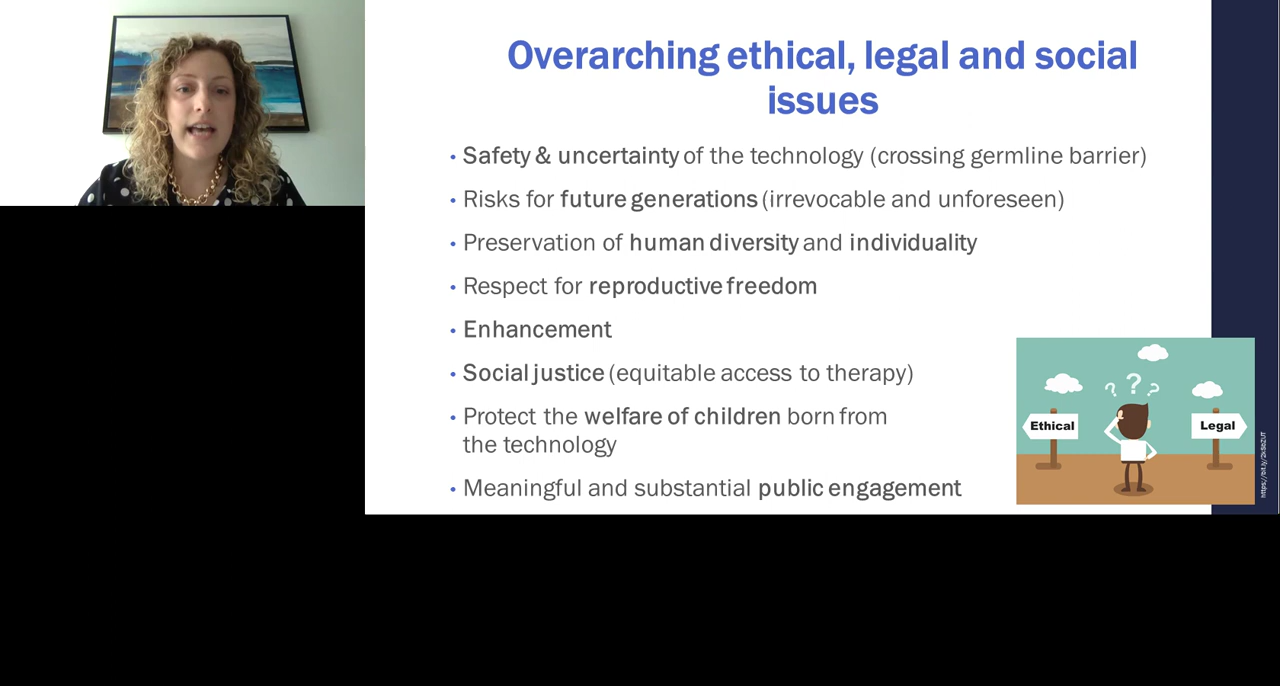 Overarching ethical, legal and social
issues
• Safety & uncertainty of the technology (crossing germline barrier)
• Risks for future generations (irrevocable and unforeseen)
• Preservation of human diversity and individuality
• Respect for reproductive freedom
• Enhancement
• Social justice (equitable access to therapy)
• Protect the welfare of children born from
the technology
• Meaningful and substantial public engagement
? ? ?
Ethical
Legal